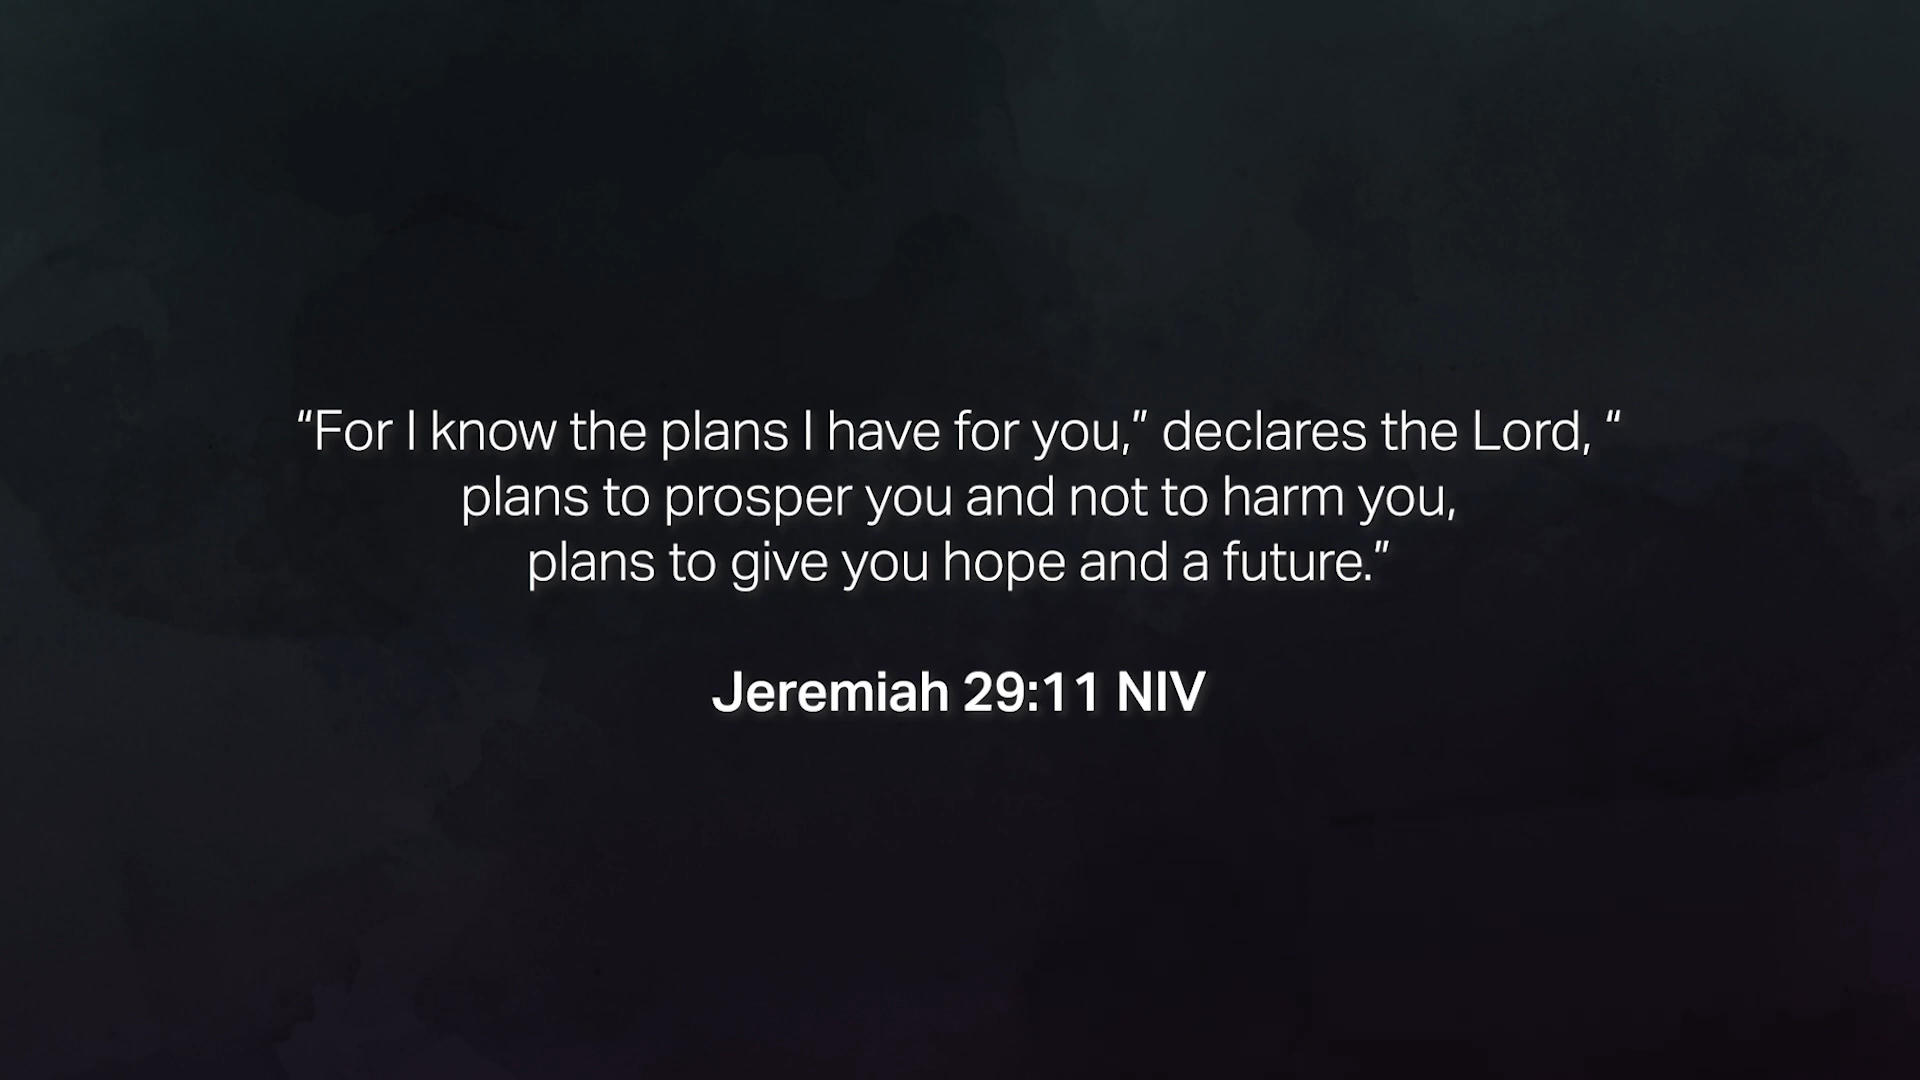 “For I know the plans I have for you,” declares the Lord, “
plans to prosper you and not to harm you,
plans to give you hope and a future.”
Jeremiah 29:11 NIV